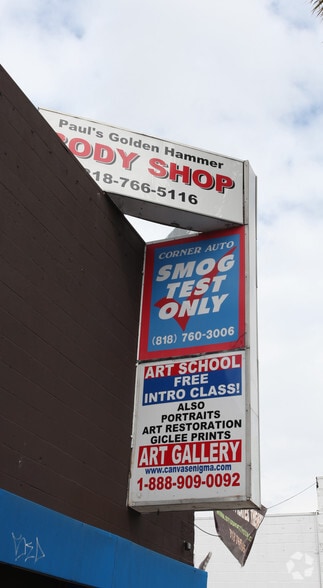 Paul's Golden Hammer
BODY SHOP
818-766-5116
CORNER AUTO
SMOG
TEST
ONLY
(818) 760-3006
ART SCHOOL
FREE
INTRO CLASS!
ALSO
PORTRAITS
ART RESTORATION
GICLEE PRINTS
ART GALLERY
www.canvasenigma.com
1-888-909-0092